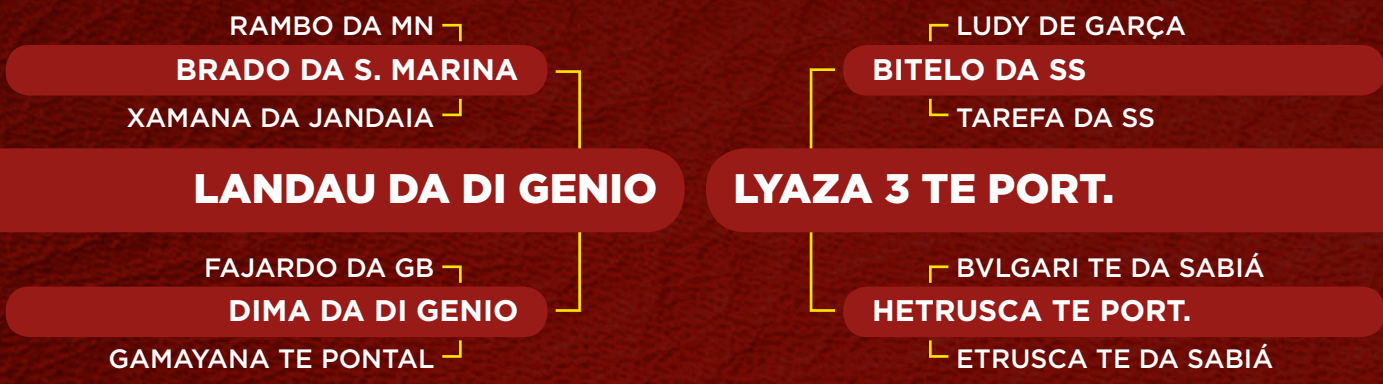 RAMBO DA MN
BRADO DA S. MARINA
XAMANA DA JANDAIA
LANDAU DA DI GENIO
FAJARDO DA GB
DIMA DA DI GENIO
GAMAYANA TE PONTAL
LUDY DE GARÇA
BITELO DA SS
TAREFA DA SS
LYAZA 3 TE PORT.
BVLGARI TE DA SABIÁ
HETRUSCA TE PORT.
ETRUSCA TE DA SABIÁ